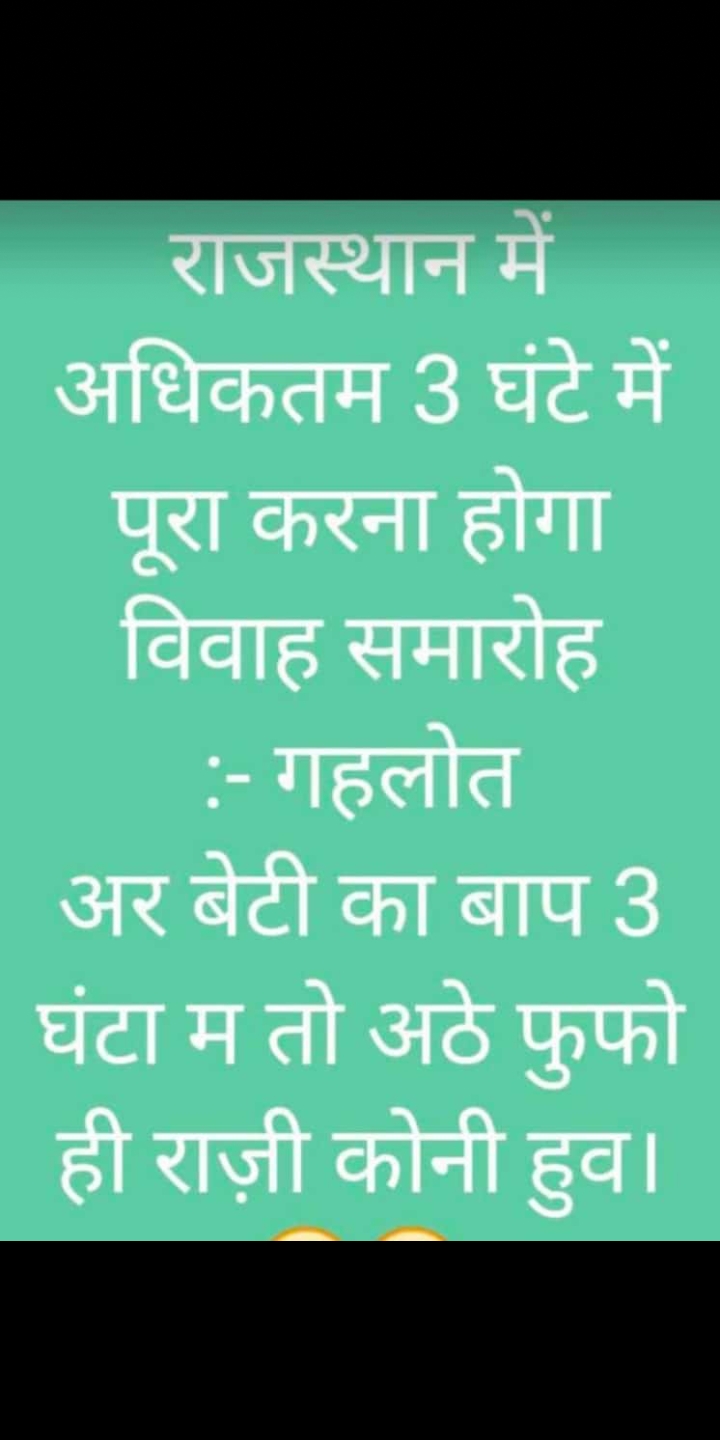 राजस्थान में
अधिकतम 3 घंटे में
पूरा करना होगा
विवाह समारोह
:- गहलोत
अर बेटी का बाप 3
घंटा म तो अठे फुफो
ही राज़ी कोनी हुव।